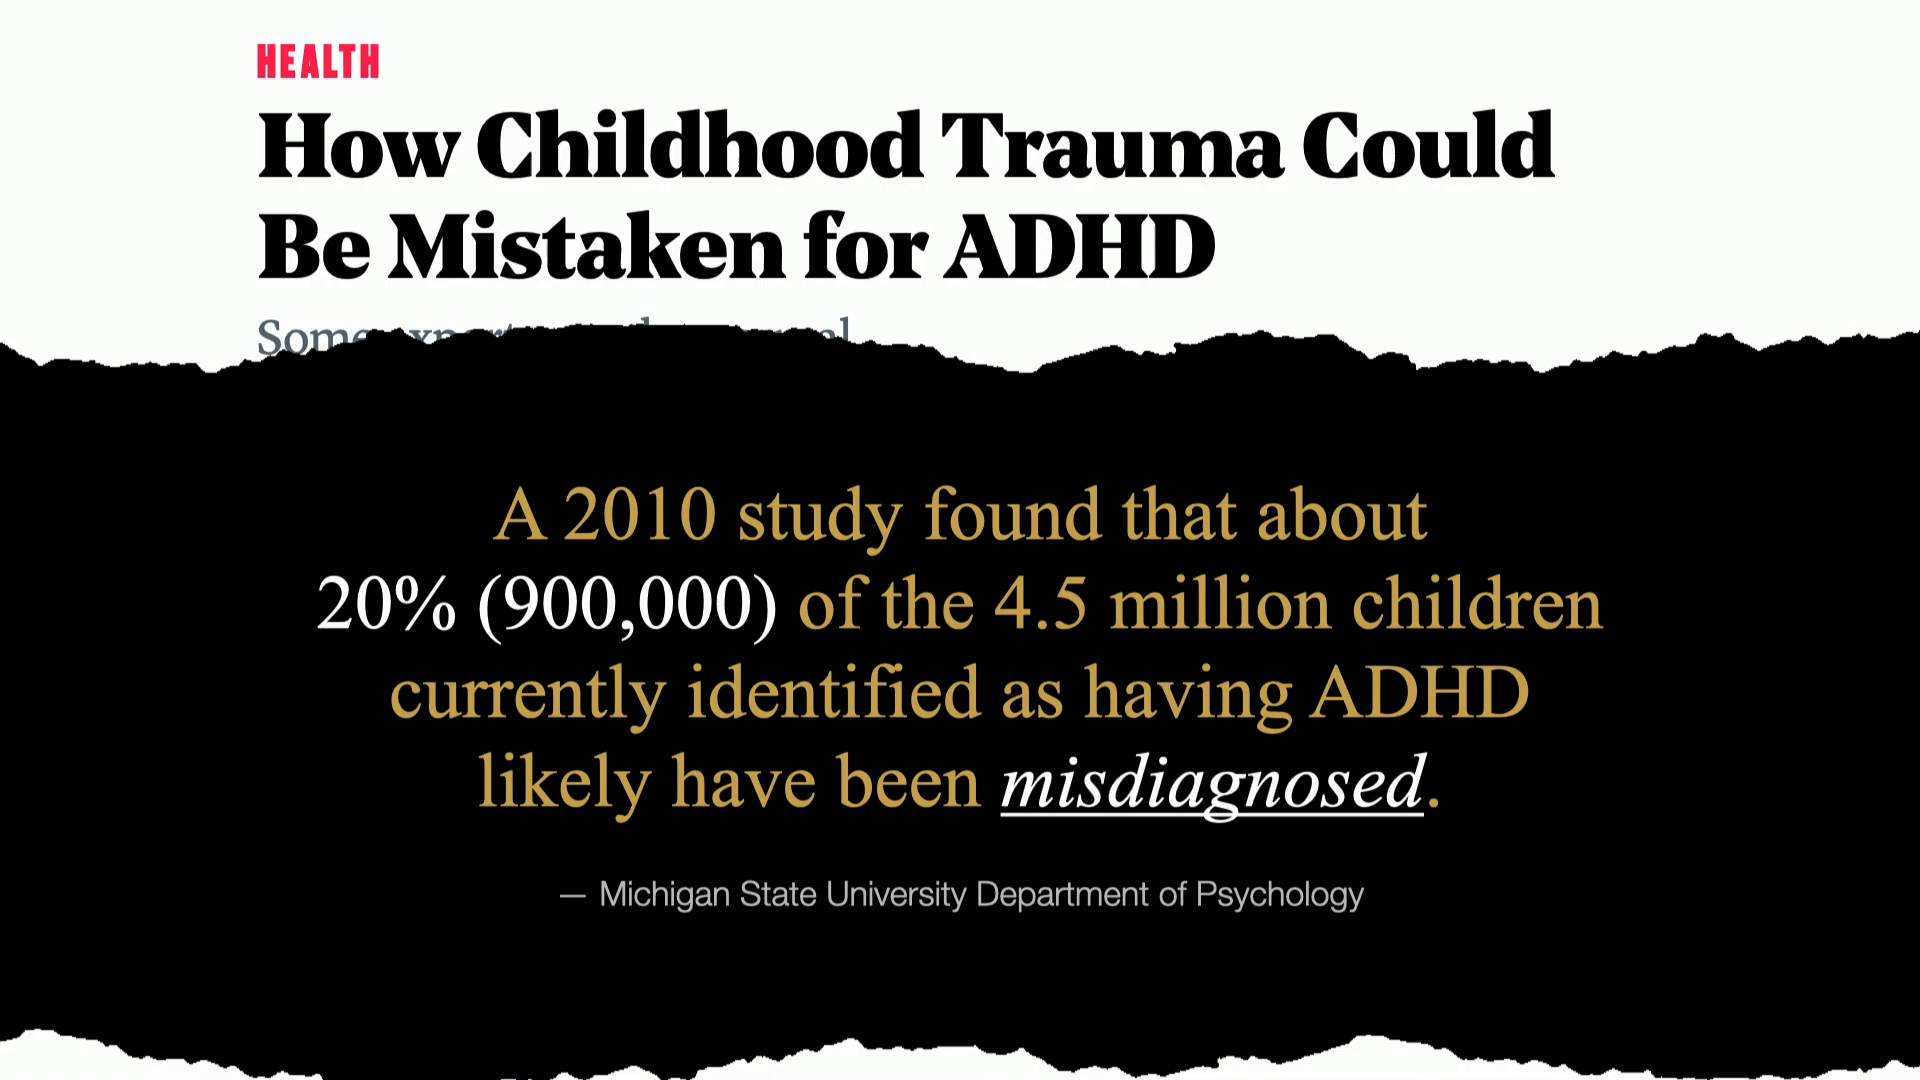 HEALTH
How Childhood Trauma Could
Be Mistaken for ADHD
Some
A 2010 study found that about
20% (900,000) of the 4.5 million children
currently identified as having ADHD
likely have been misdiagnosed.
— Michigan State University Department of Psychology